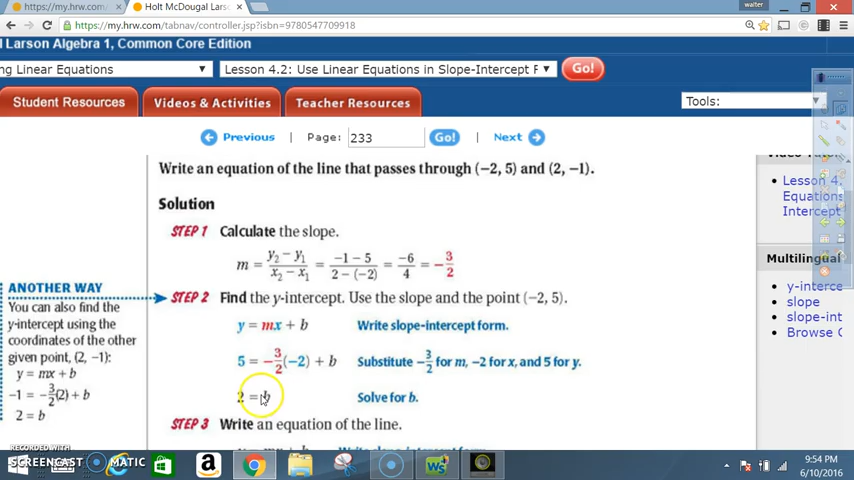 https://my.hrw.com/
Holt McDougal Lars
walter
https://my.hrw.com/tabnav/controller.jsp?isbn=9780547709918
l Larson Algebra 1, Common Core Edition
ng Linear Equations
Lesson 4.2: Use Linear Equations in Slope-Intercept F
Go!
Student Resources
Videos & Activities
Teacher Resources
Tools:
Previous | Page: 233 Go! | Next
Write an equation of the line that passes through (−2, 5) and (2, −1).
Solution
STEP 1 Calculate the slope.
m = y₂ − y₁ / x₂ − x₁ = −1 − 5 / 2 − (−2) = −6 / 4 = −3/2
ANOTHER WAY
You can also find the
y-intercept using the
coordinates of the other
given point, (2, −1):
y = mx + b
−1 = −3/2(2) + b
2 = b
STEP 2 Find the y-intercept. Use the slope and the point (−2, 5).
y = mx + b Write slope-intercept form.
5 = −3/2(−2) + b Substitute −3/2 for m, −2 for x, and 5 for y.
2 = b Solve for b.
STEP 3 Write an equation of the line.
Lesson 4.
Equations
Intercept
Multilingual
y-interce
slope
slope-int
Browse
RECORDED WITH
SCREENCAST MATIC
9:54 PM
6/10/2016